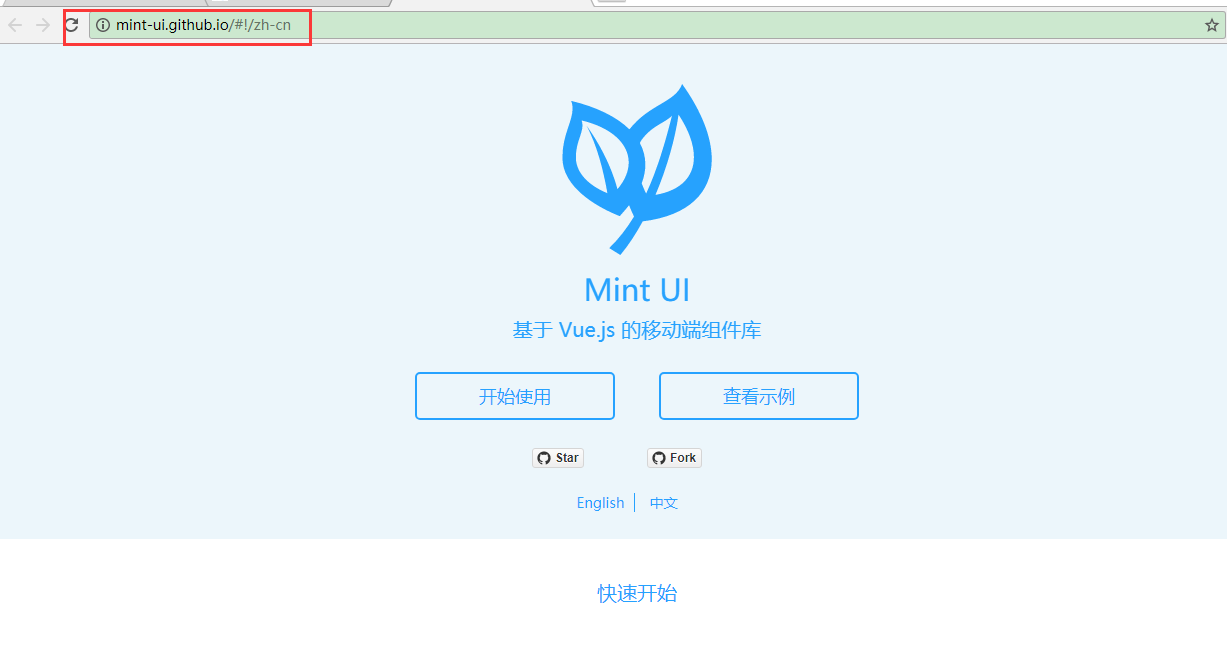 mint-ui.github.io/#!/zh-cn
Mint UI
基于 Vue.js 的移动端组件库
开始使用 查看示例
Star Fork
English 中文
快速开始